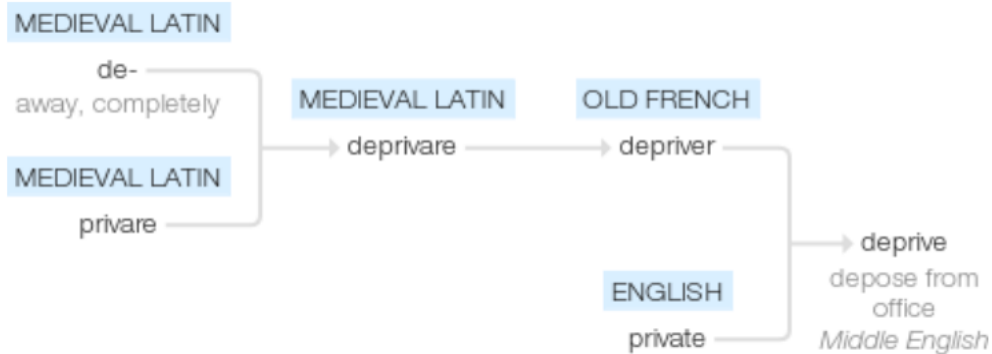 MEDIEVAL LATIN
de-
away, completely
MEDIEVAL LATIN
privare
MEDIEVAL LATIN
deprivare
OLD FRENCH
depriver
ENGLISH
private
deprive
depose from
office
Middle English